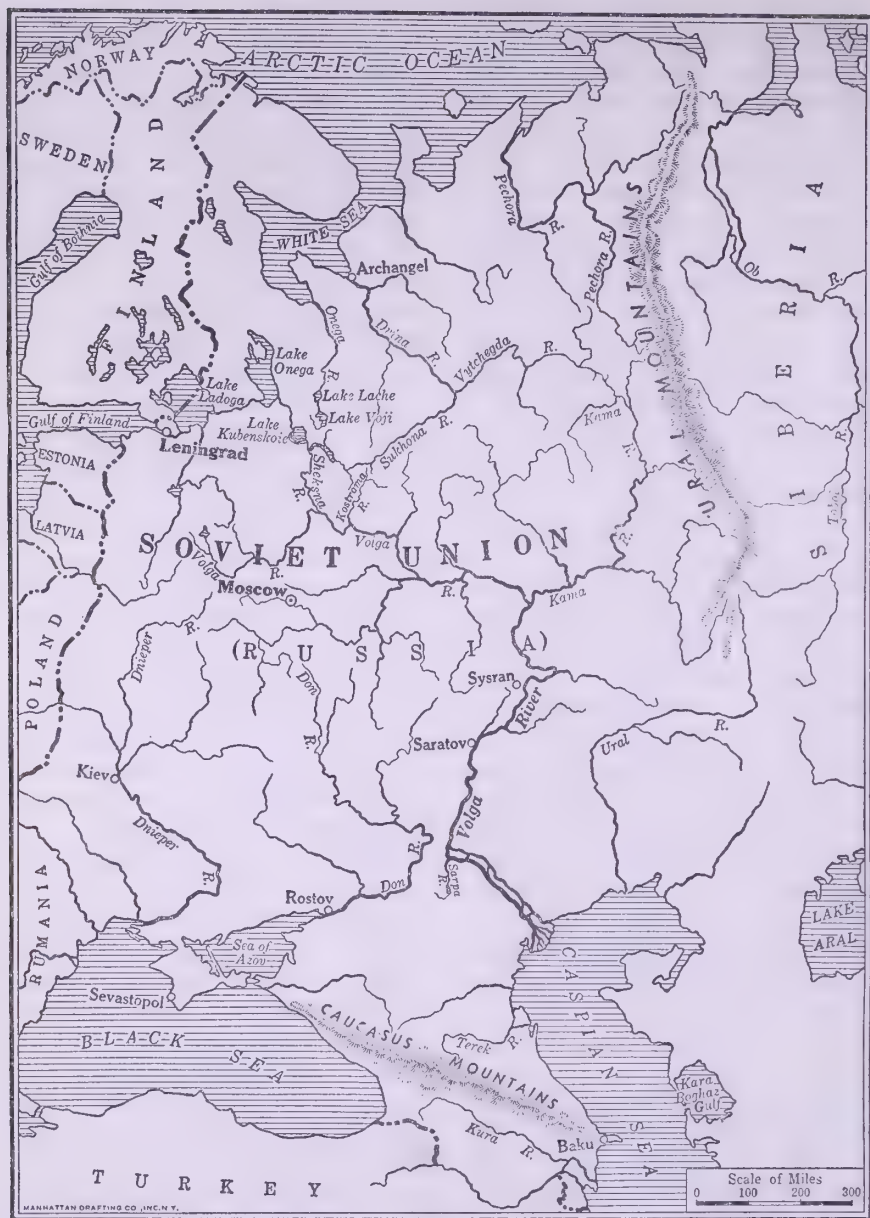 NORWAY
ARCTIC OCEAN
SWEDEN
FINLAND
Gulf of Bothnia
WHITE SEA
Archangel
Pechora R.
Pechora R.
URAL MOUNTAINS
SIBERIA
Ob R.
Onega R.
Drina R.
Vytchegda R.
Lake Onega
Lake Ladoga
Lake Lache
Lake Voji
Lake Kubenskoie
Gulf of Finland
Leningrad
Sukhona R.
Sheksna R.
Kostroma R.
Kama R.
R.
ESTONIA
LATVIA
SOVIET UNION
Volga
Volga R.
R.
R.
Kama
Moscow
(RUSSIA)
POLAND
Dnieper R.
Don R.
Sysran
River
Saratov
Volga
Ural R.
Kiev
Dnieper R.
Don R.
Sarpa R.
Rostov
RUMANIA
Sea of Azov
Sevastopol
BLACK SEA
CAUCASUS MOUNTAINS
Terek R.
CASPIAN SEA
LAKE ARAL
Kara Boghaz Gulf
Kura R.
Baku
TURKEY
Scale of Miles
0 100 200 300
MANHATTAN DRAFTING CO., INC. N.Y.